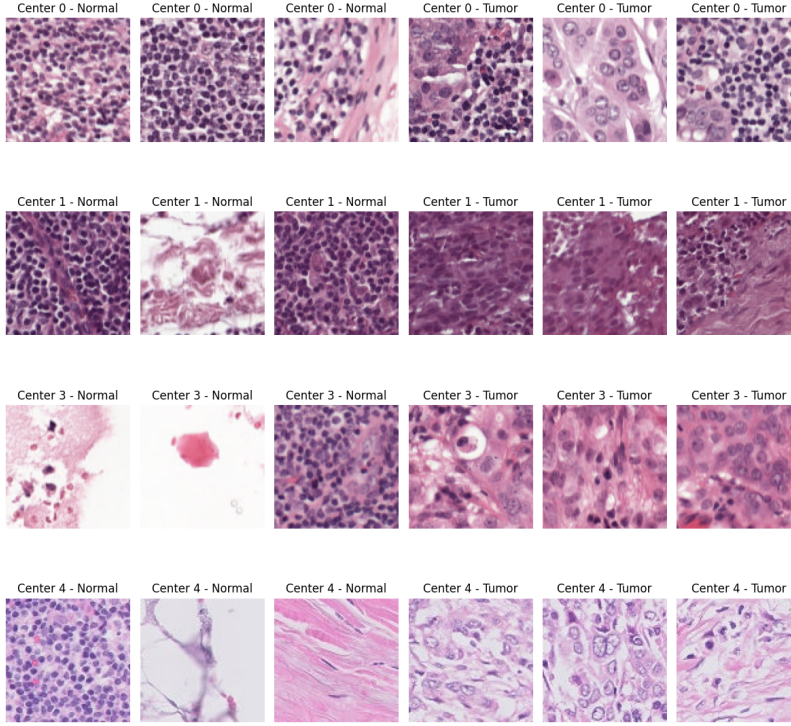 Center 0 - Normal Center 0 - Normal Center 0 - Normal Center 0 - Tumor Center 0 - Tumor Center 0 - Tumor
Center 1 - Normal Center 1 - Normal Center 1 - Normal Center 1 - Tumor Center 1 - Tumor Center 1 - Tumor
Center 3 - Normal Center 3 - Normal Center 3 - Normal Center 3 - Tumor Center 3 - Tumor Center 3 - Tumor
Center 4 - Normal Center 4 - Normal Center 4 - Normal Center 4 - Tumor Center 4 - Tumor Center 4 - Tumor